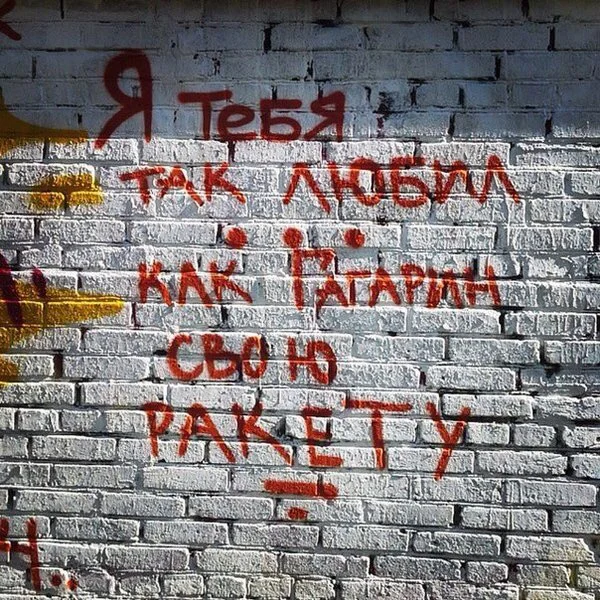 Я тебя
так любил
...
как Гагарин
свою
ракету
Н..